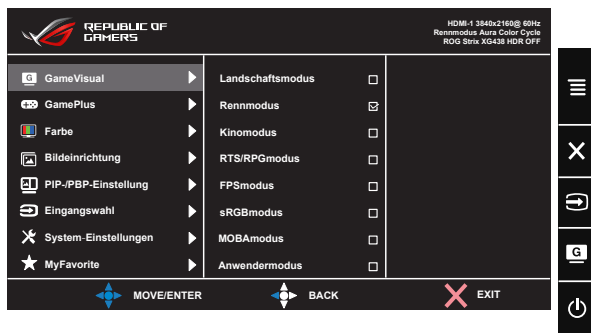 REPUBLIC OF
GAMERS
HDMI-1 3840x2160@ 60Hz
Rennmodus Aura Color Cycle
ROG Strix XG438 HDR OFF
G GameVisual
GamePlus
Farbe
Bildeinrichtung
PIP-/PBP-Einstellung
Eingangswahl
System-Einstellungen
MyFavorite
Landschaftsmodus
Rennmodus
Kinomodus
RTS/RPGmodus
FPSmodus
sRGBmodus
MOBAmodus
Anwendermodus
MOVE/ENTER
BACK
EXIT
G